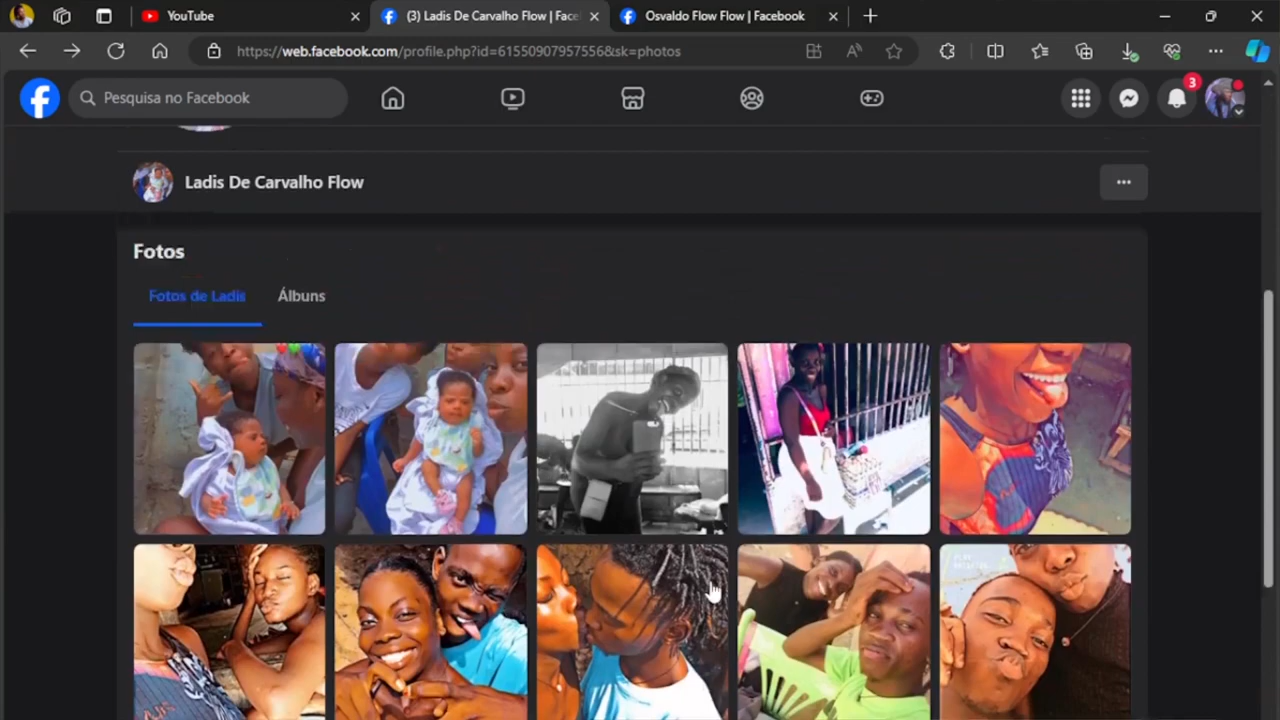 YouTube
(3) Ladis De Carvalho Flow | Face
Osvaldo Flow Flow | Facebook
https://web.facebook.com/profile.php?id=61550907957556&sk=photos
Pesquisa no Facebook
3
Ladis De Carvalho Flow
Fotos
Fotos de Ladis
Álbuns